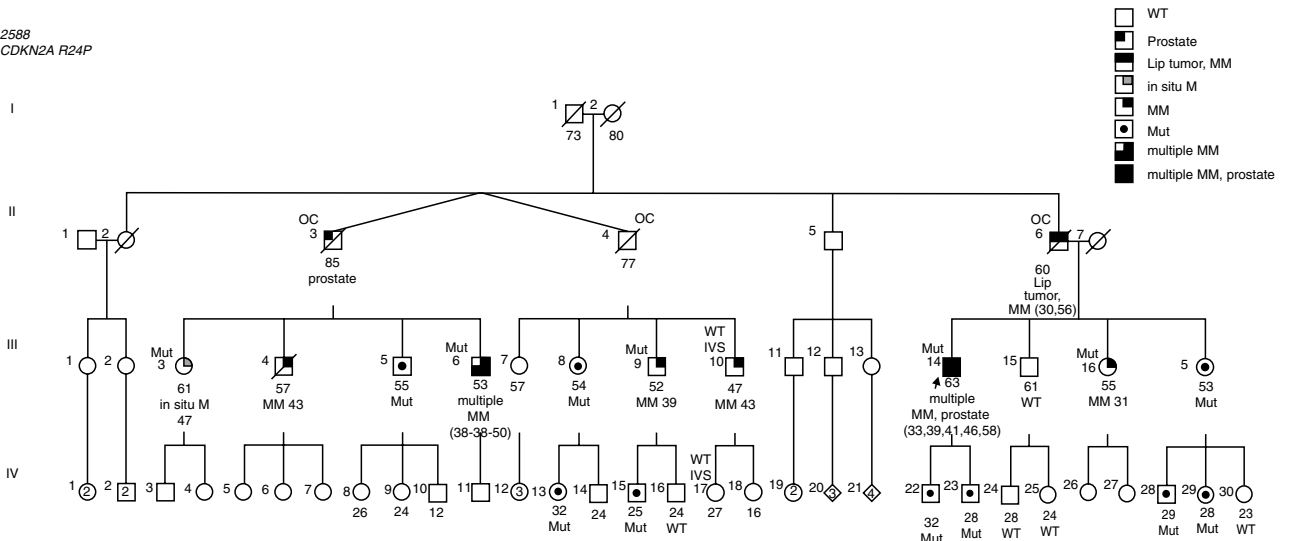 2588
CDKN2A R24P
WT
Prostate
Lip tumor, MM
in situ M
MM
Mut
multiple MM
multiple MM, prostate
I
1 2
73 80
II
OC OC OC
1 2 3 4 5 6 7
85
prostate
77
60
Lip
tumor,
MM (30,56)
III
Mut Mut Mut WT Mut Mut
IVS
1 2 3 4 5 6 7 8 9 10 11 12 13 14 15 16 5
61
in situ M
47
57
MM 43
55
Mut
53
multiple
MM
(38-38-50)
57
54
Mut
52
MM 39
47
MM 43
63
multiple
MM, prostate
(33,39,41,46,58)
61
WT
55
MM 31
53
Mut
IV
WT
IVS
1 2 2 2 3 4 5 6 7 8 9 10 11 12 3 13 14 15 16 17 18 19 2 20 3 21 4 22 23 24 25 26 27 28 29 30
26 24 12
32
Mut
24
25
Mut
24
WT
27 16
32
Mut
28
Mut
28
WT
24
WT
29
Mut
28
Mut
23
WT